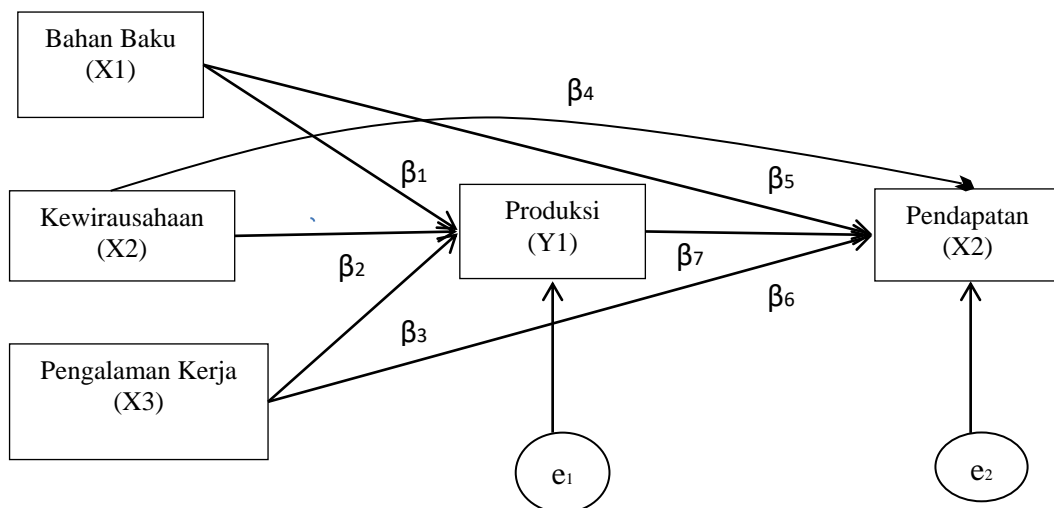 Bahan Baku
(X1)
β4
β1
β5
Kewirausahaan
(X2)
`
Produksi
(Y1)
Pendapatan
(X2)
β2
β7
β6
β3
Pengalaman Kerja
(X3)
e1
e2